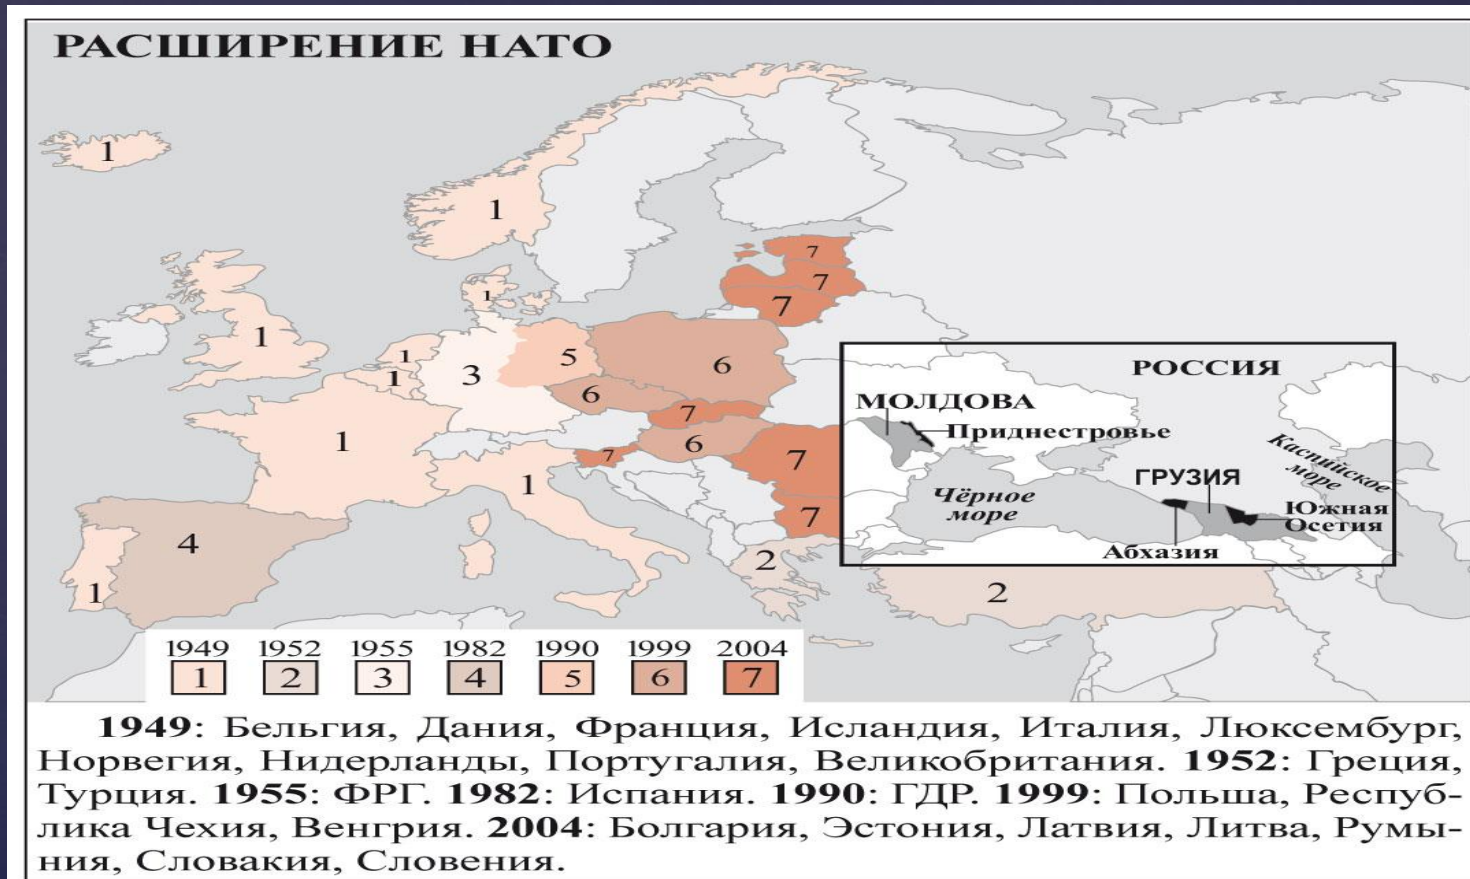 РАСШИРЕНИЕ НАТО
1
1
1
1
1
1
1
1
1
1
3
5
6
6
6
7
7
7
7
7
7
7
4
2
2
РОССИЯ
МОЛДОВА
Приднестровье
Каспийское
море
ГРУЗИЯ
Чёрное
море
Южная
Осетия
Абхазия
1949 1952 1955 1982 1990 1999 2004
1 2 3 4 5 6 7
1949: Бельгия, Дания, Франция, Исландия, Италия, Люксембург,
Норвегия, Нидерланды, Португалия, Великобритания. 1952: Греция,
Турция. 1955: ФРГ. 1982: Испания. 1990: ГДР. 1999: Польша, Респуб-
лика Чехия, Венгрия. 2004: Болгария, Эстония, Латвия, Литва, Румы-
ния, Словакия, Словения.